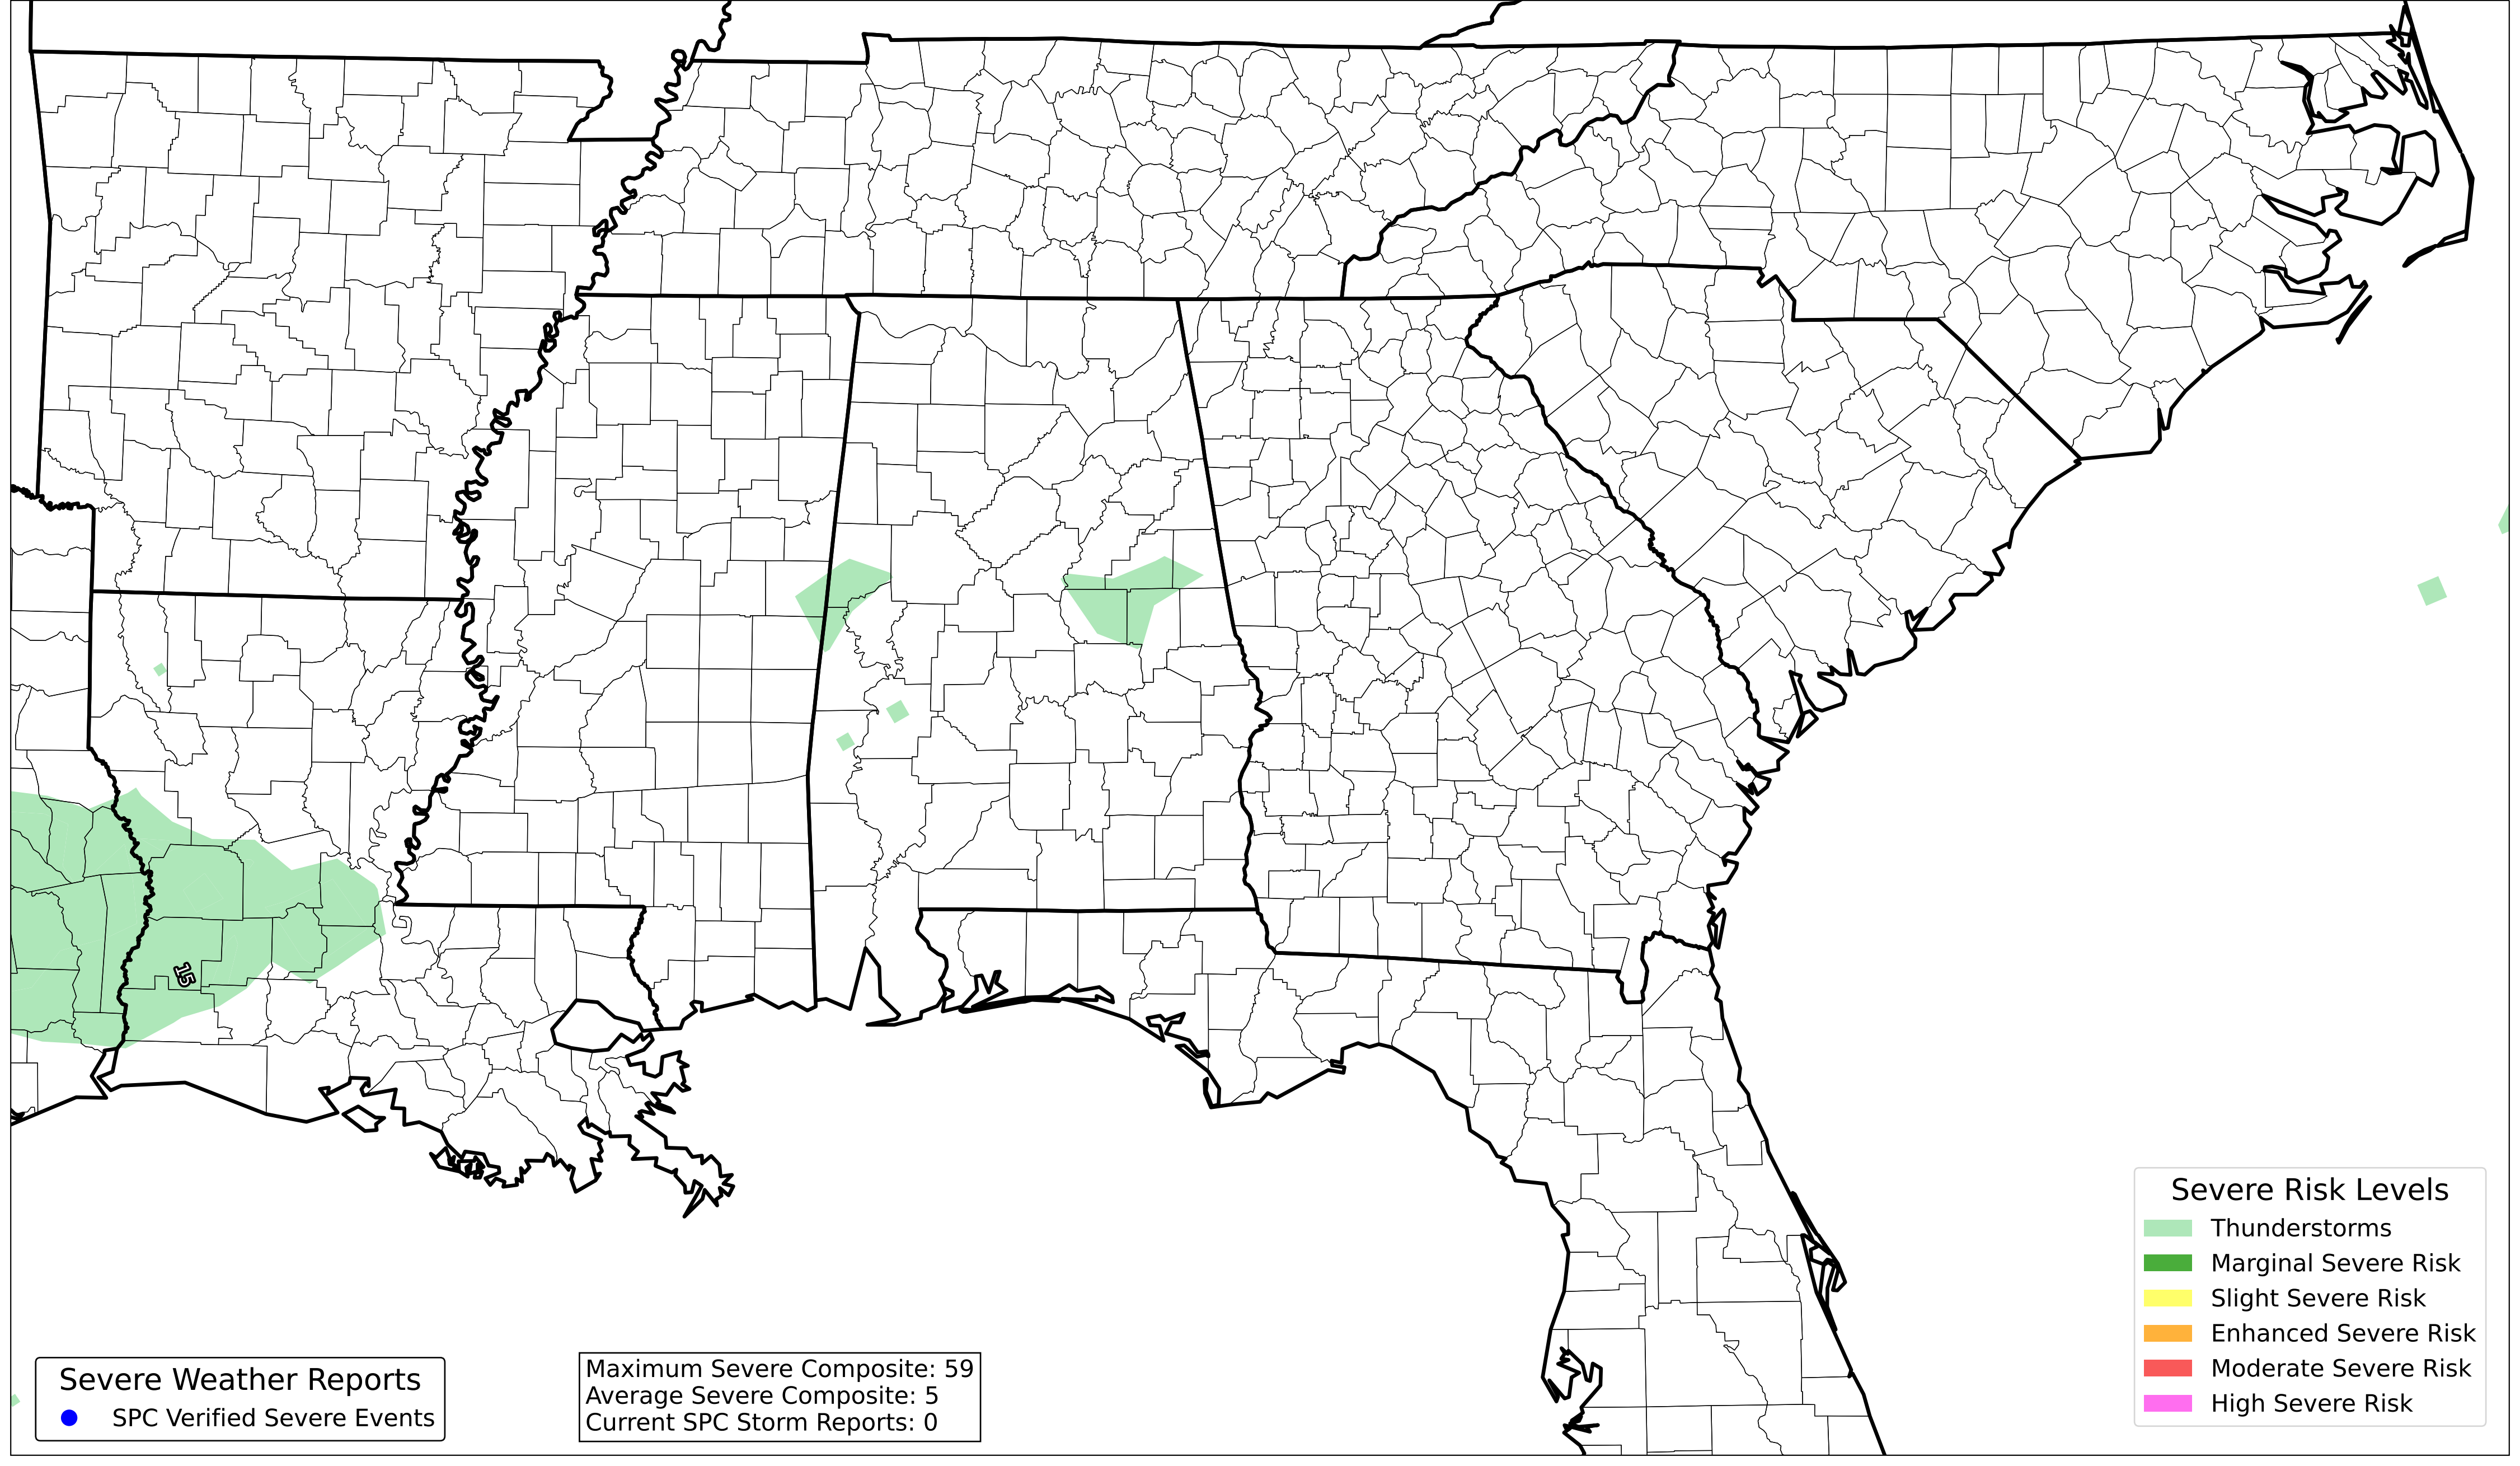 15
Severe Risk Levels
Thunderstorms
Marginal Severe Risk
Slight Severe Risk
Enhanced Severe Risk
Moderate Severe Risk
High Severe Risk
Severe Weather Reports
SPC Verified Severe Events
Maximum Severe Composite: 59
Average Severe Composite: 5
Current SPC Storm Reports: 0